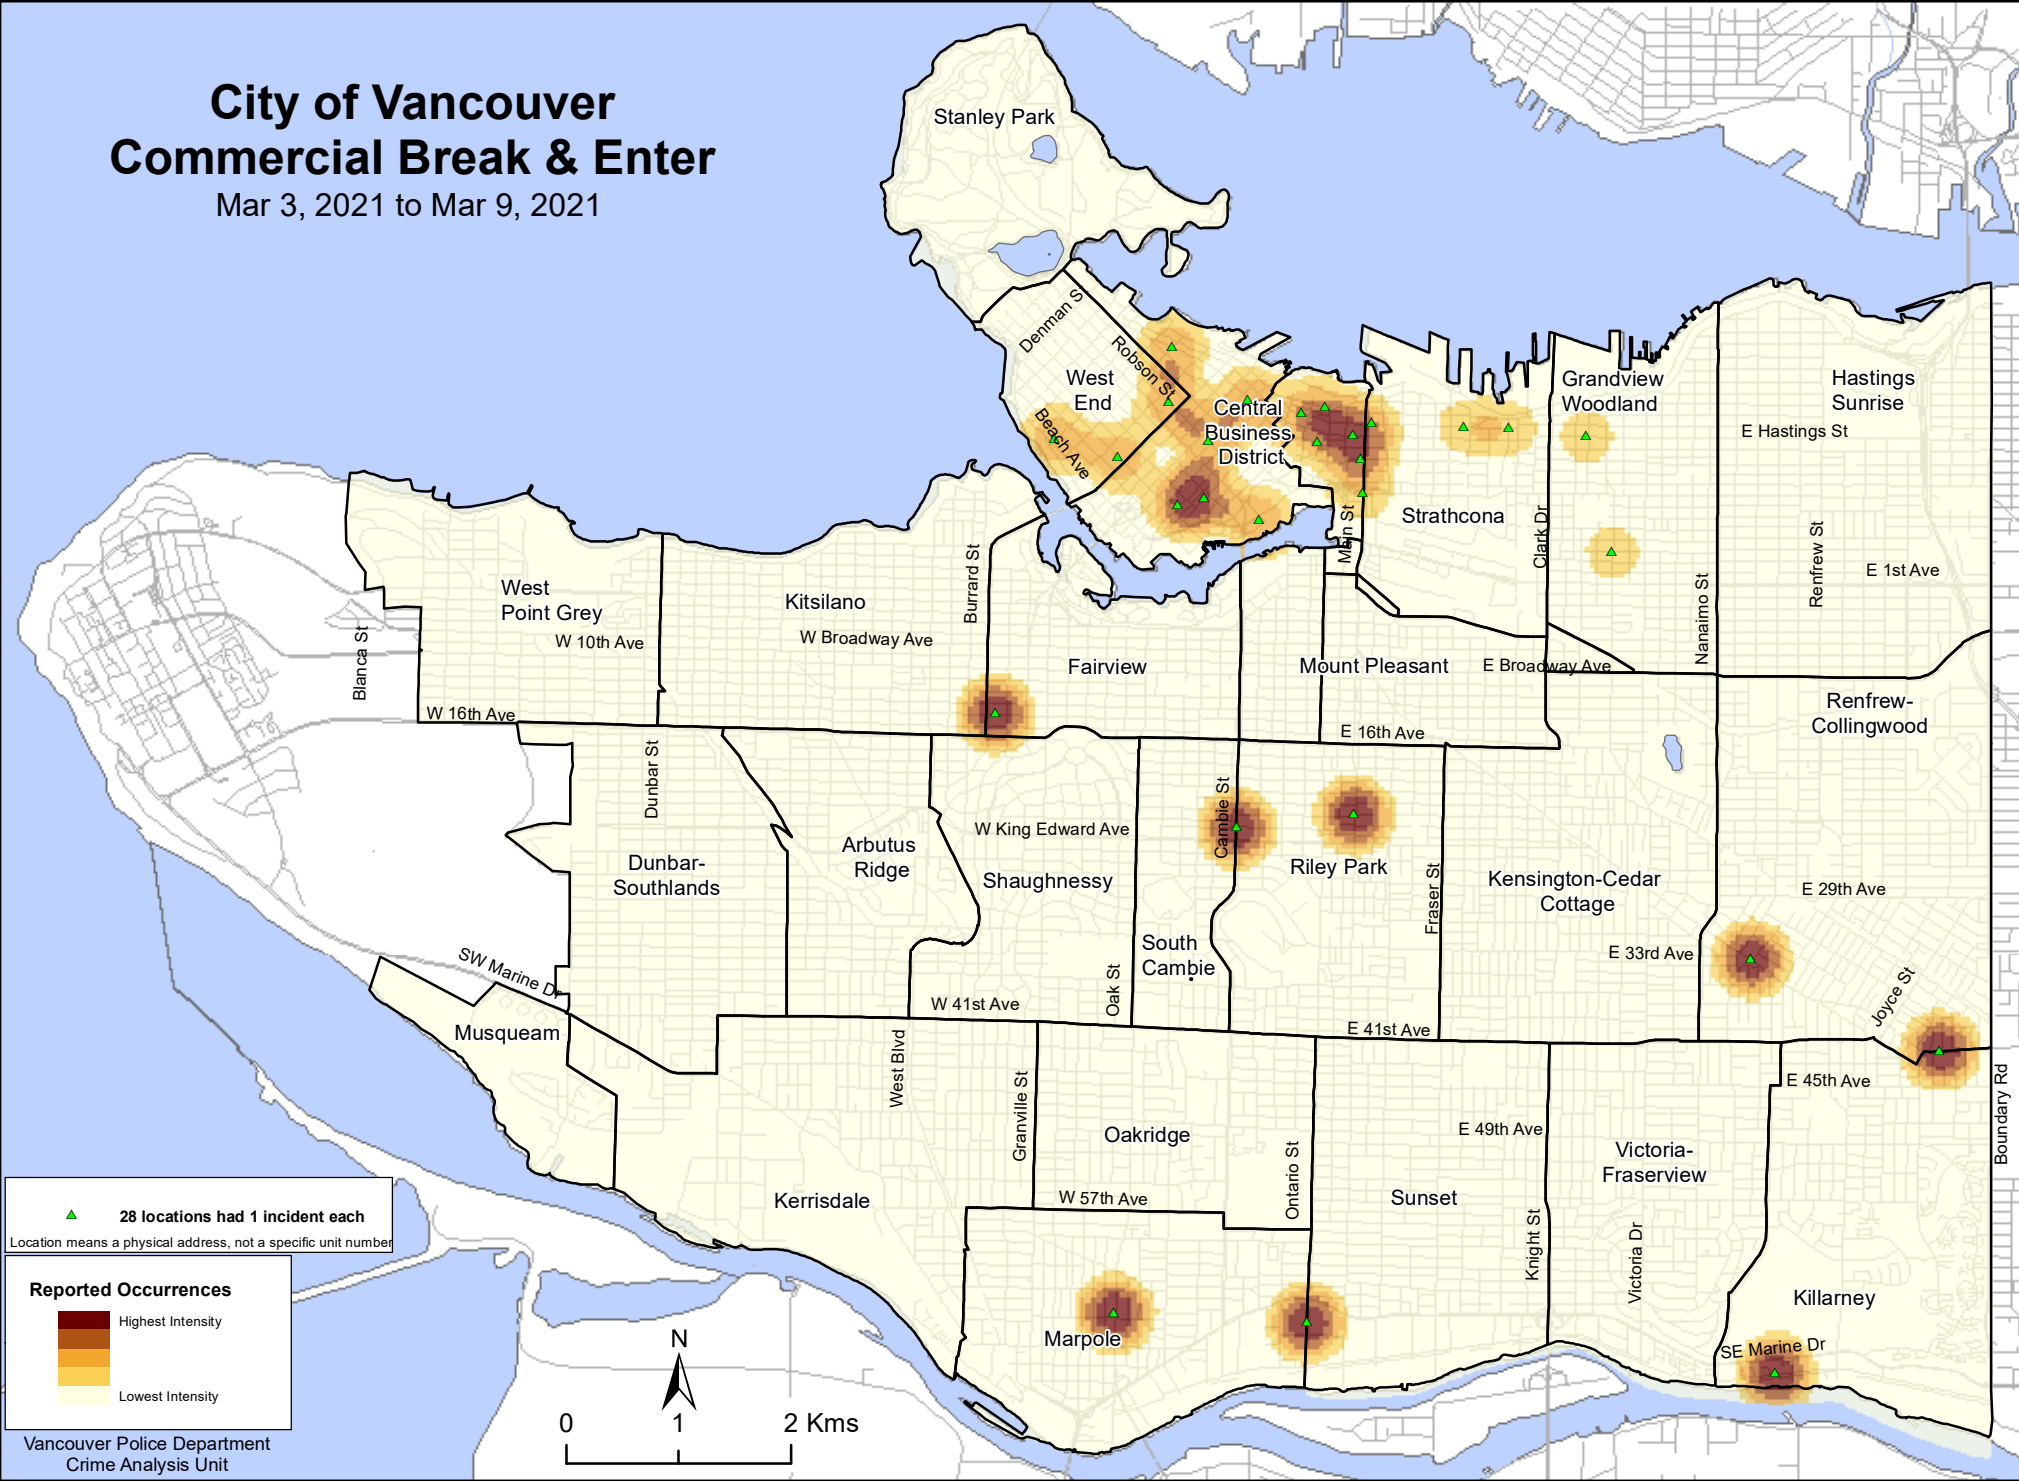 City of Vancouver
Commercial Break & Enter
Mar 3, 2021 to Mar 9, 2021
Stanley Park
Denman St
Robson St
West
End
Beach Ave
Central
Business
District
Grandview
Woodland
Hastings
Sunrise
E Hastings St
Strathcona
Main St
Clark Dr
Nanaimo St
Renfrew St
E 1st Ave
West
Point Grey
W 10th Ave
Blanca St
W 16th Ave
Kitsilano
W Broadway Ave
Burrard St
Fairview
Mount Pleasant
E Broadway Ave
E 16th Ave
Renfrew-
Collingwood
Dunbar St
Dunbar-
Southlands
Arbutus
Ridge
W King Edward Ave
Shaughnessy
Cambie St
Riley Park
Fraser St
Kensington-Cedar
Cottage
E 29th Ave
E 33rd Ave
South
Cambie
Oak St
W 41st Ave
E 41st Ave
Joyce St
SW Marine Dr
Musqueam
West Blvd
Granville St
Oakridge
Ontario St
E 49th Ave
E 45th Ave
Boundary Rd
Victoria-
Fraserview
Kerrisdale
W 57th Ave
Sunset
Knight St
Victoria Dr
Killarney
SE Marine Dr
Marpole
28 locations had 1 incident each
Location means a physical address, not a specific unit number
Reported Occurrences
Highest Intensity
Lowest Intensity
Vancouver Police Department
Crime Analysis Unit
N
0 1 2 Kms